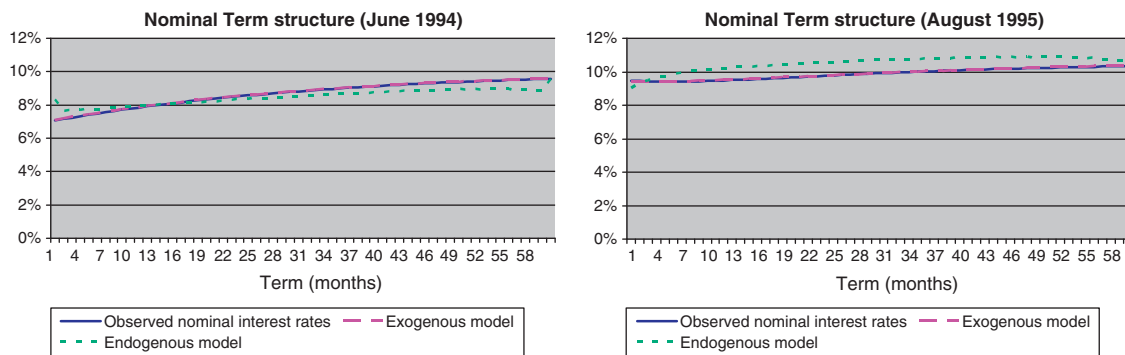 Nominal Term structure (June 1994)
12%
10%
8%
6%
4%
2%
0%
1 4 7 10 13 16 19 22 25 28 31 34 37 40 43 46 49 52 55 58
Term (months)
Observed nominal interest rates Exogenous model
Endogenous model
Nominal Term structure (August 1995)
12%
10%
8%
6%
4%
2%
0%
1 4 7 10 13 16 19 22 25 28 31 34 37 40 43 46 49 52 55 58
Term (months)
Observed nominal interest rates Exogenous model
Endogenous model